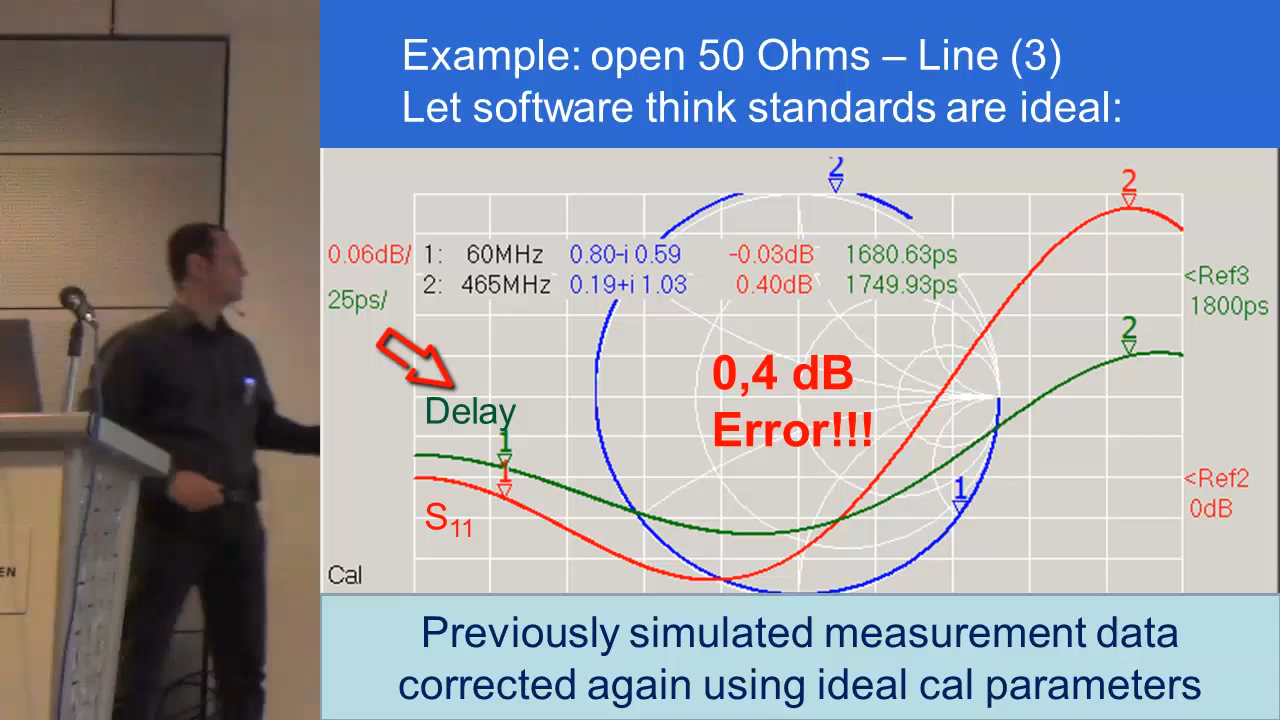 Example: open 50 Ohms – Line (3)
Let software think standards are ideal:
2
2
0.06dB/ 1: 60MHz 0.80-i 0.59 -0.03dB 1680.63ps
2: 465MHz 0.19+i 1.03 0.40dB 1749.93ps
<Ref3
1800ps
25ps/
2
0,4 dB
Error!!!
Delay
1
1
1
<Ref2
0dB
S11
Cal
EN
Previously simulated measurement data
corrected again using ideal cal parameters